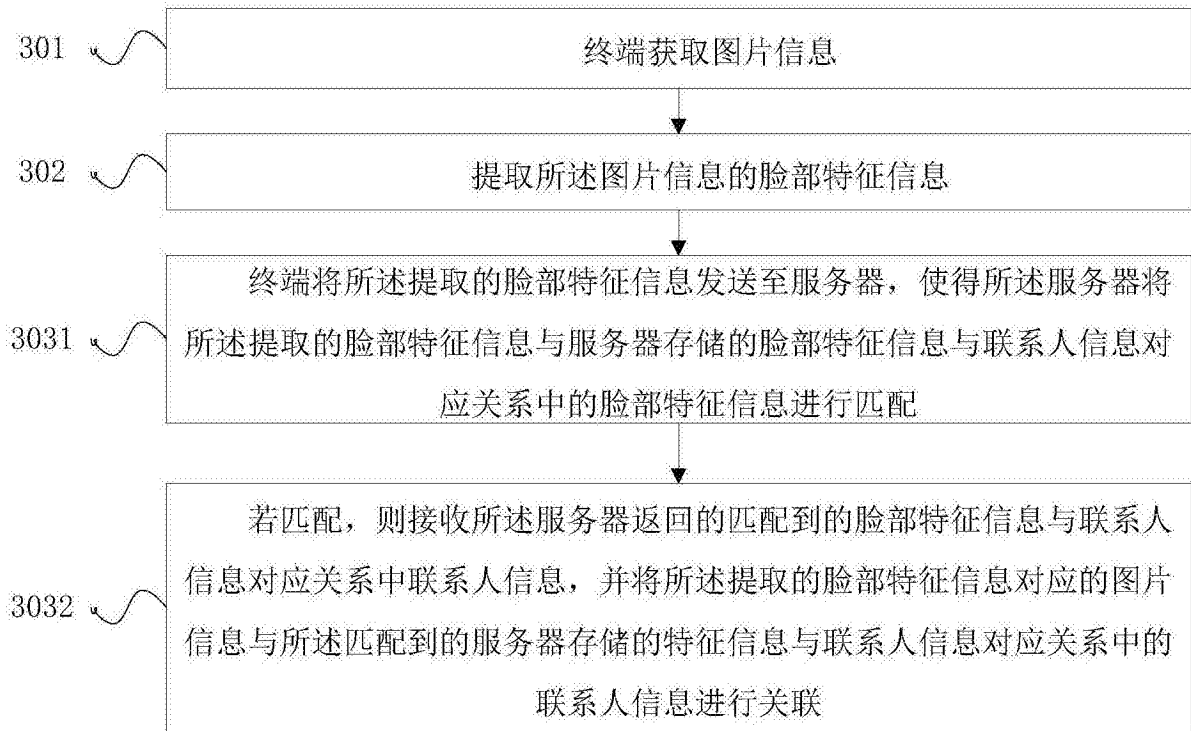 301
终端获取图片信息
302
提取所述图片信息的脸部特征信息
3031
终端将所述提取的脸部特征信息发送至服务器，使得所述服务器将
所述提取的脸部特征信息与服务器存储的脸部特征信息与联系人信息对
应关系中的脸部特征信息进行匹配
3032
若匹配，则接收所述服务器返回的匹配到的脸部特征信息与联系人
信息对应关系中联系人信息，并将所述提取的脸部特征信息对应的图片
信息与所述匹配到的服务器存储的特征信息与联系人信息对应关系中的
联系人信息进行关联